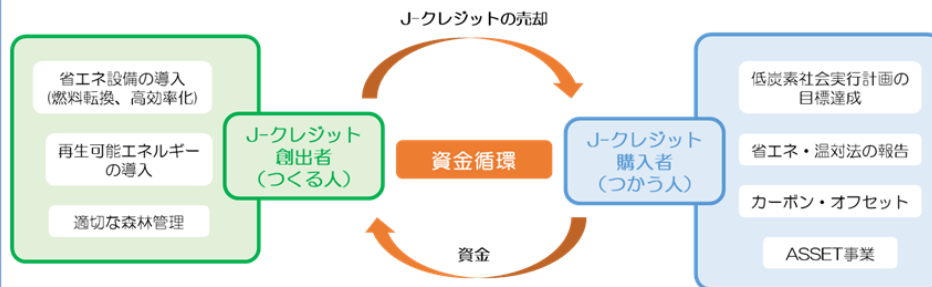 J-クレジットの売却
省エネ設備の導入
(燃料転換、高効率化)
再生可能エネルギー
の導入
適切な森林管理
J-クレジット
創出者
(つくる人)
資金循環
J-クレジット
購入者
(つかう人)
低炭素社会実行計画の
目標達成
省エネ・温対法の報告
カーボン・オフセット
ASSET事業
資金